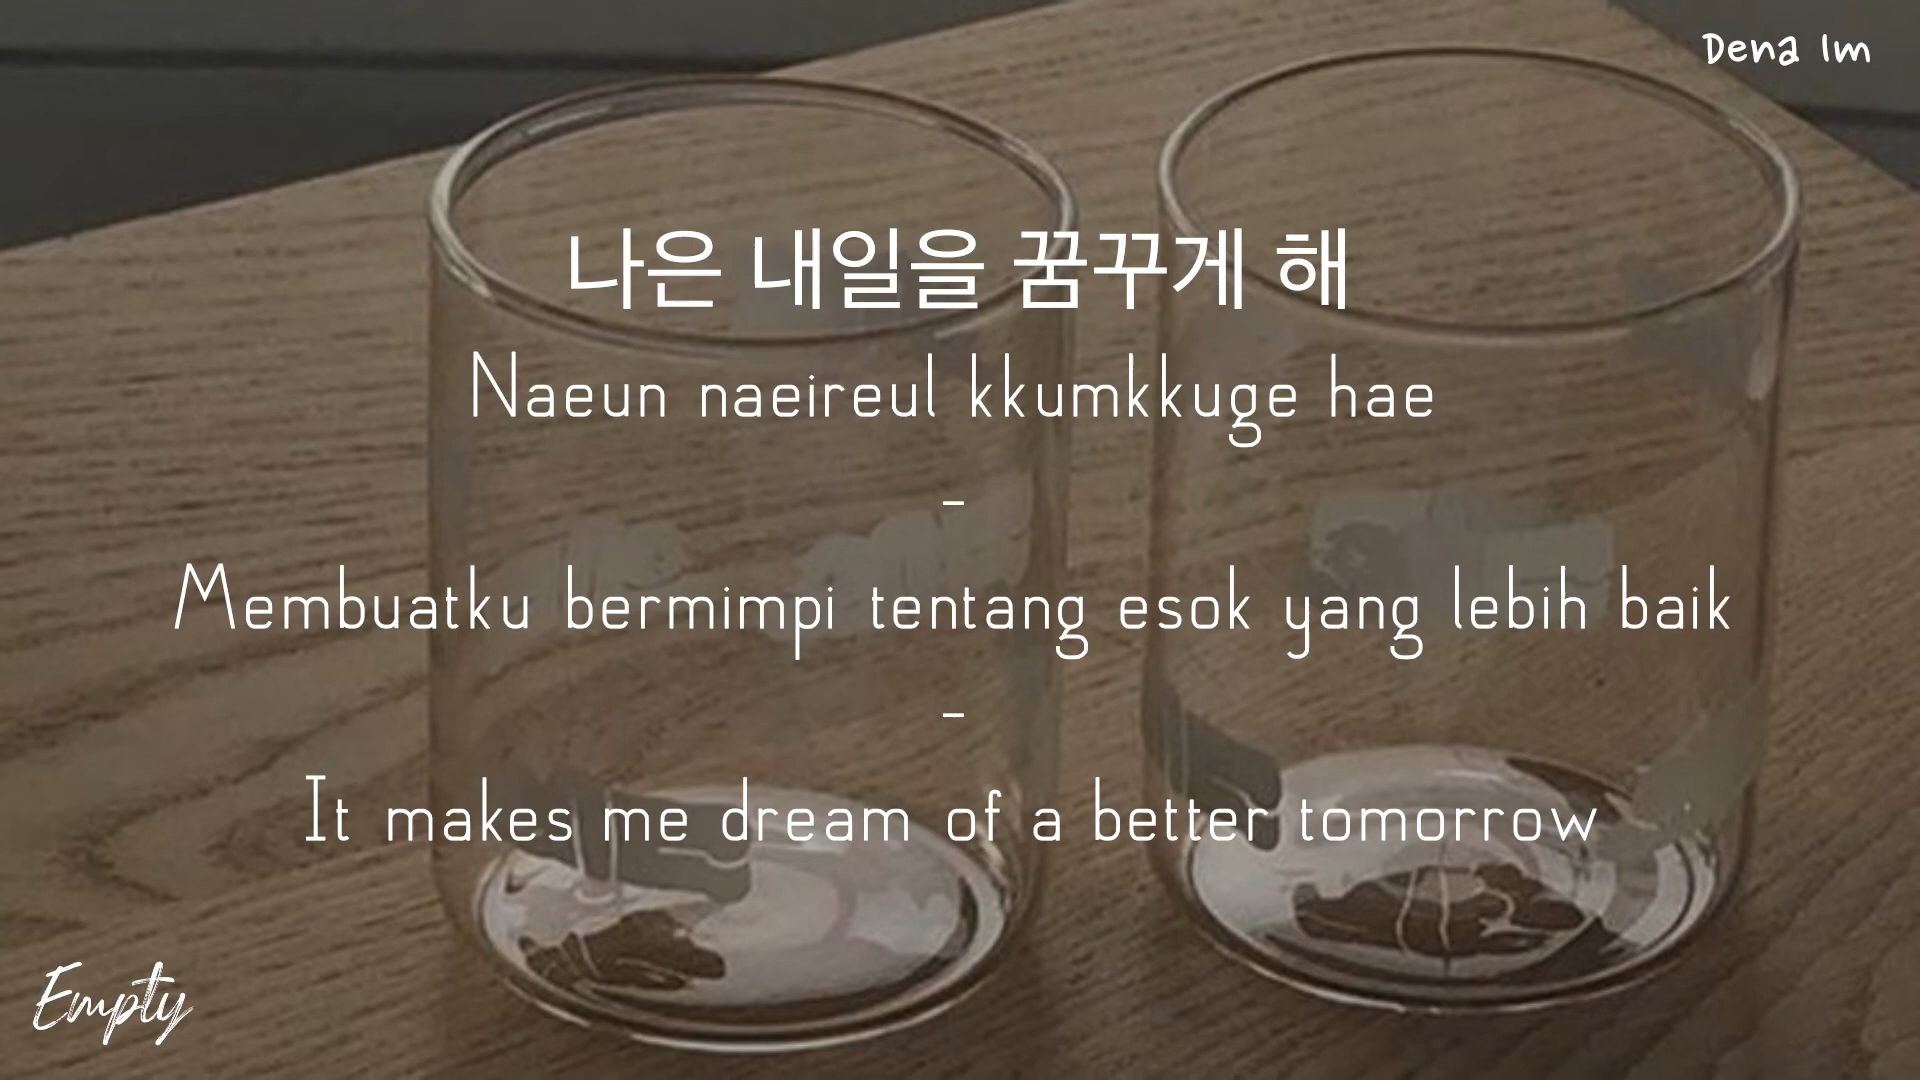 Dena Im
나은 내일을 꿈꾸게 해
Naeun naeireul kkumkkuge hae
-
Membuatku bermimpi tentang esok yang lebih baik
-
It makes me dream of a better tomorrow
Empty